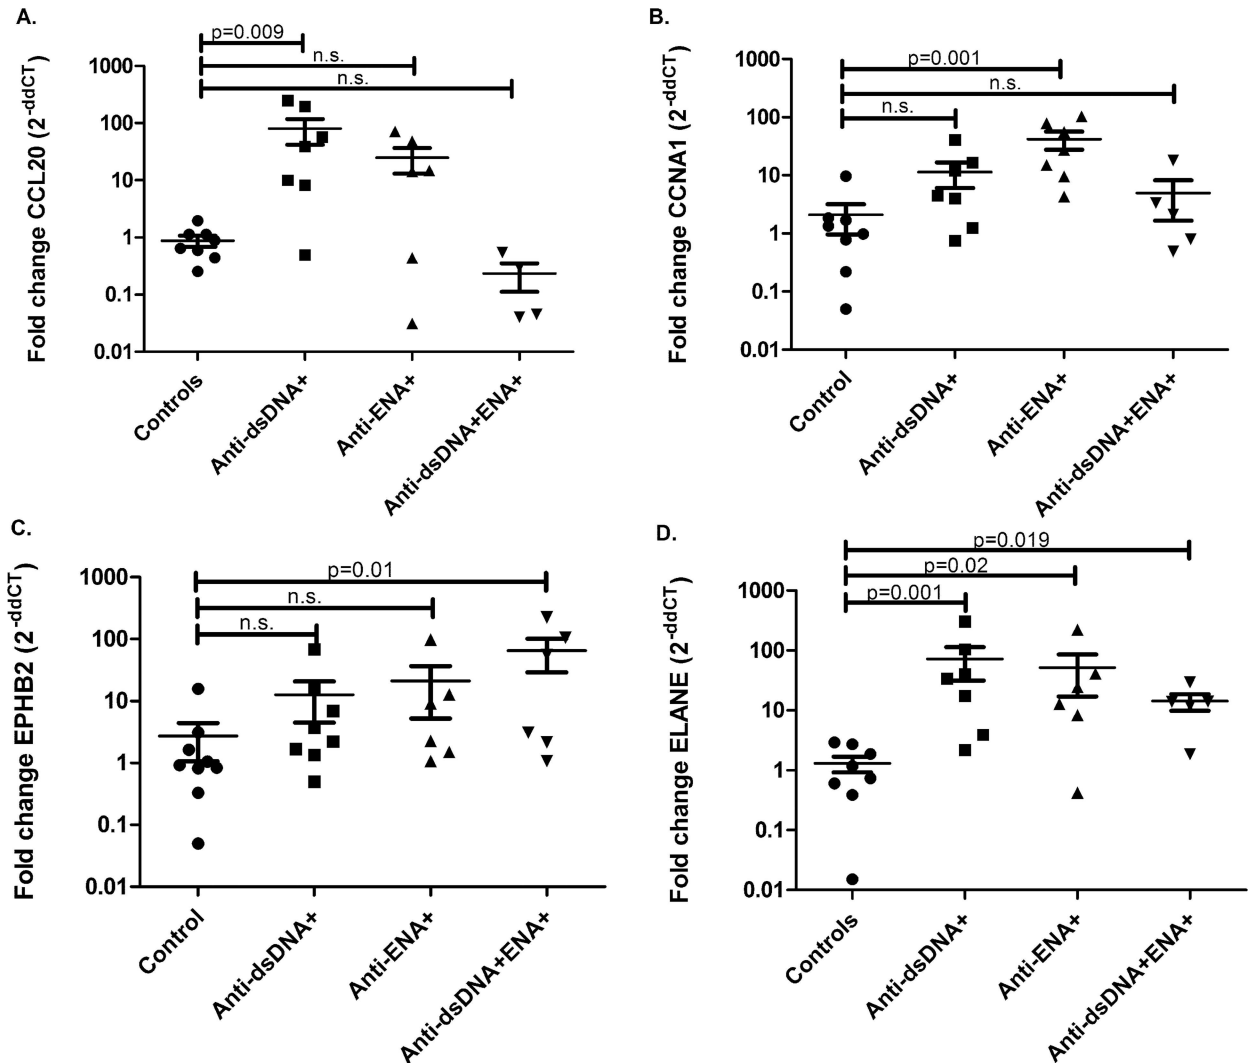 A.
Fold change CCL20 (2^-ddCT)
p=0.009
n.s.
n.s.
1000
100
10
1
0.1
0.01
Controls
Anti-dsDNA+
Anti-ENA+
Anti-dsDNA+ENA+
B.
Fold change CCNA1 (2^-ddCT)
p=0.001
n.s.
n.s.
1000
100
10
1
0.1
0.01
Control
Anti-dsDNA+
Anti-ENA+
Anti-dsDNA+ENA+
C.
Fold change EPHB2 (2^-ddCT)
p=0.01
n.s.
n.s.
1000
100
10
1
0.1
0.01
Control
Anti-dsDNA+
Anti-ENA+
Anti-dsDNA+ENA+
D.
Fold change ELANE (2^-ddCT)
p=0.019
p=0.02
p=0.001
1000
100
10
1
0.1
0.01
Controls
Anti-dsDNA+
Anti-ENA+
Anti-dsDNA+ENA+